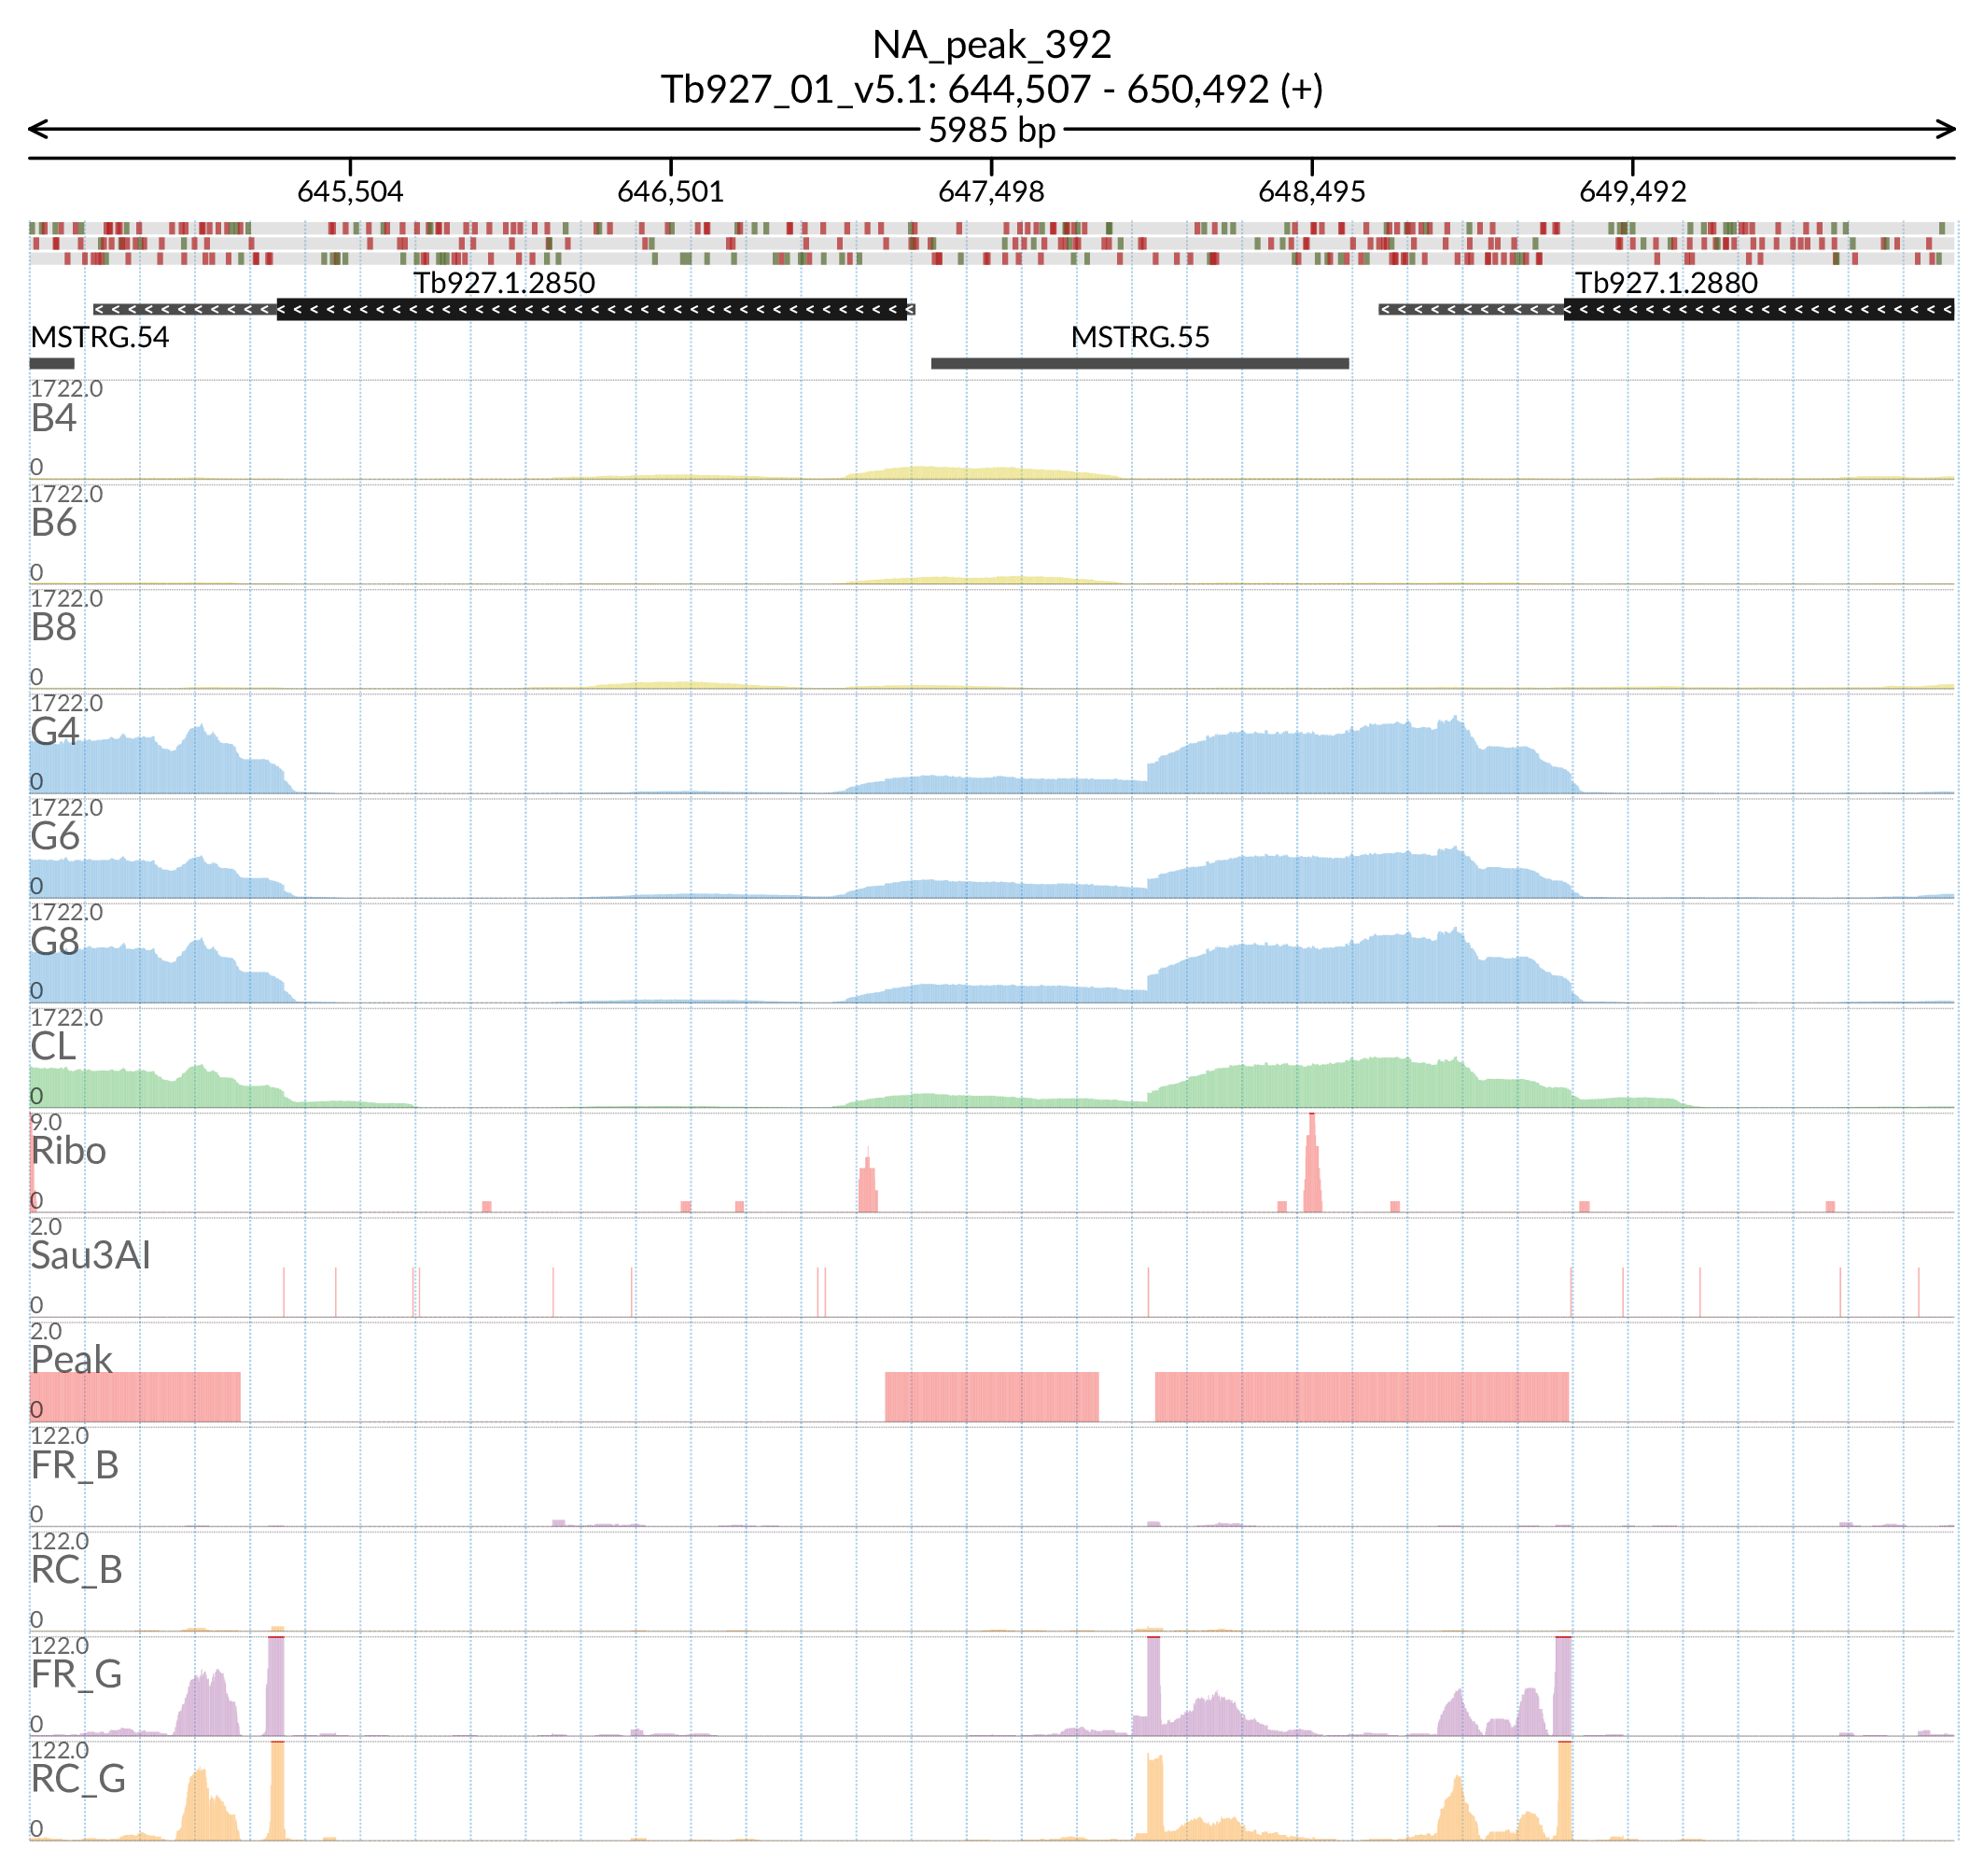 NA_peak_392
Tb927_01_v5.1: 644,507 - 650,492 (+)
5985 bp
645,504 646,501 647,498 648,495 649,492
Tb927.1.2850 Tb927.1.2880
MSTRG.54 MSTRG.55
1722.0
B4
0
1722.0
B6
0
1722.0
B8
0
1722.0
G4
0
1722.0
G6
0
1722.0
G8
0
1722.0
CL
0
9.0
Ribo
0
2.0
Sau3AI
0
2.0
Peak
0
122.0
FR_B
0
122.0
RC_B
0
122.0
FR_G
0
122.0
RC_G
0